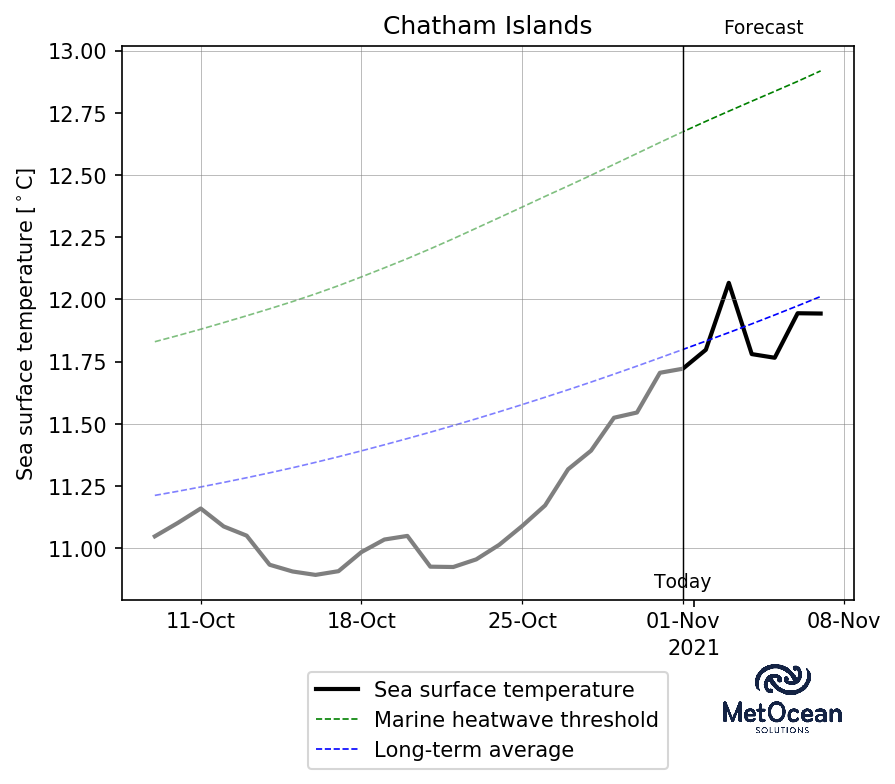 Chatham Islands
Forecast
Sea surface temperature [°C]
13.00
12.75
12.50
12.25
12.00
11.75
11.50
11.25
11.00
Today
11-Oct
18-Oct
25-Oct
01-Nov
08-Nov
2021
Sea surface temperature
Marine heatwave threshold
Long-term average
MetOcean
SOLUTIONS